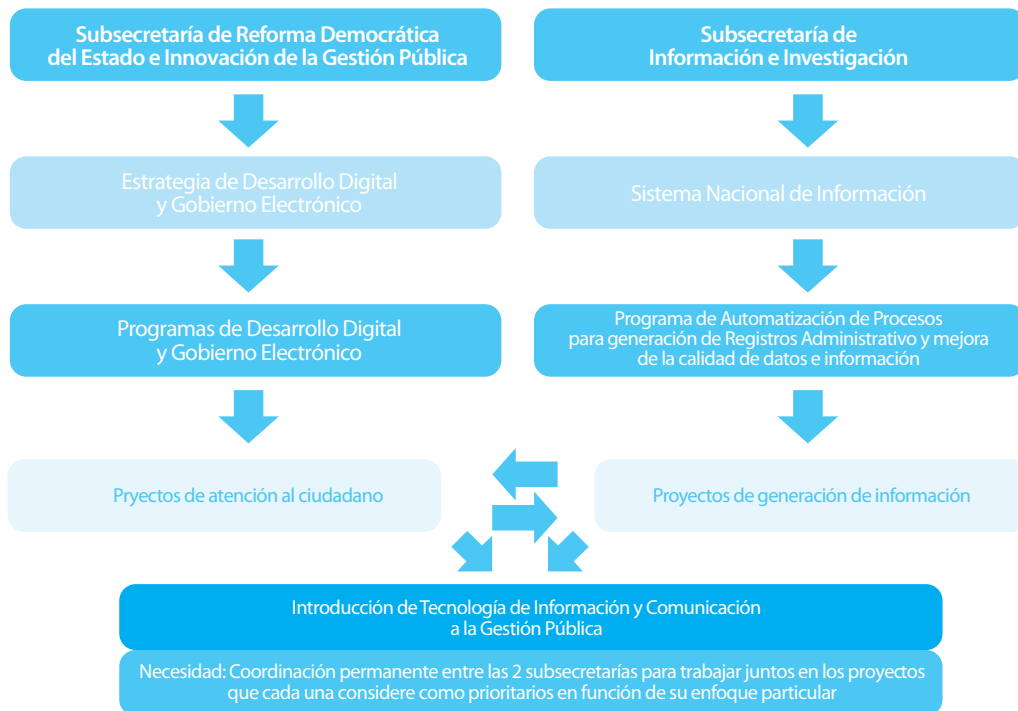 Subsecretaría de Reforma Democrática
del Estado e Innovación de la Gestión Pública
Subsecretaría de
Información e Investigación
Estrategia de Desarrollo Digital
y Gobierno Electrónico
Sistema Nacional de Información
Programas de Desarrollo Digital
y Gobierno Electrónico
Programa de Automatización de Procesos
para generación de Registros Administrativo y mejora
de la calidad de datos e información
Pryectos de atención al ciudadano
Proyectos de generación de información
Introducción de Tecnología de Información y Comunicación
a la Gestión Pública
Necesidad: Coordinación permanente entre las 2 subsecretarías para trabajar juntos en los proyectos
que cada una considere como prioritarios en función de su enfoque particular